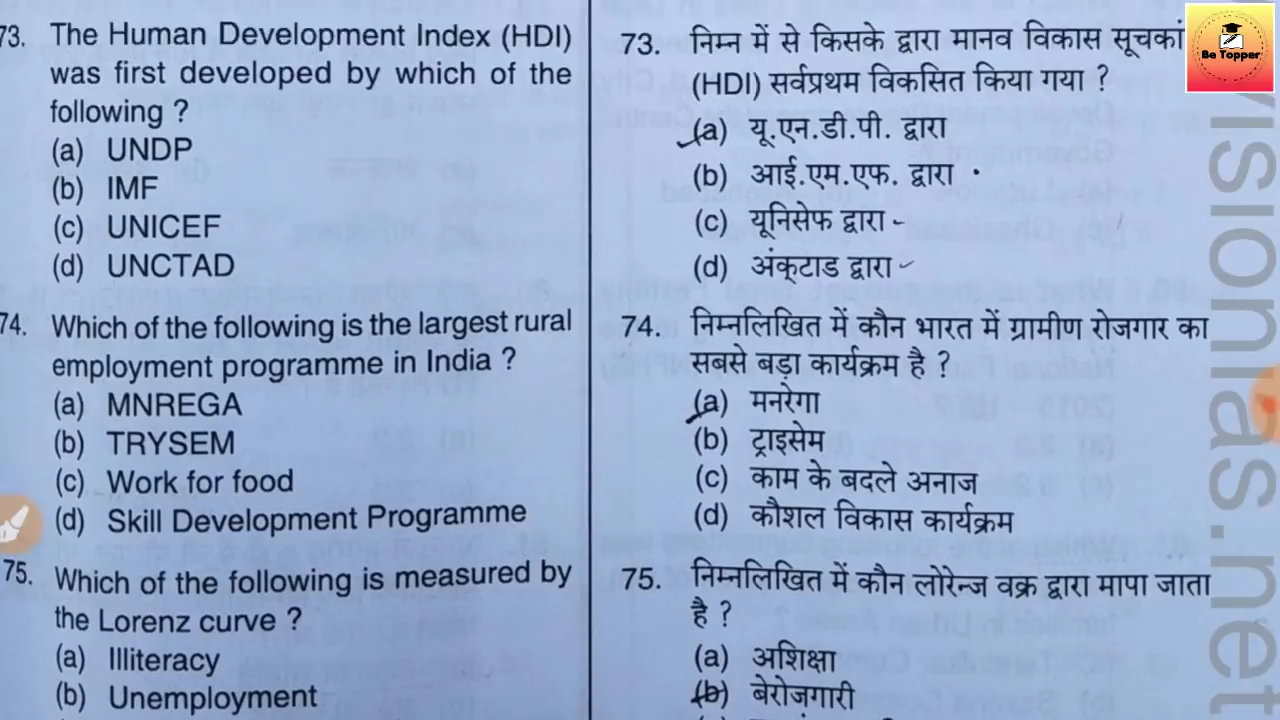 73. The Human Development Index (HDI)
was first developed by which of the
following ?
(a) UNDP
(b) IMF
(c) UNICEF
(d) UNCTAD
74. Which of the following is the largest rural
employment programme in India ?
(a) MNREGA
(b) TRYSEM
(c) Work for food
(d) Skill Development Programme
75. Which of the following is measured by
the Lorenz curve ?
(a) Illiteracy
(b) Unemployment
73. निम्न में से किसके द्वारा मानव विकास सूचकां
(HDI) सर्वप्रथम विकसित किया गया ?
(a) यू.एन.डी.पी. द्वारा
(b) आई.एम.एफ. द्वारा
(c) यूनिसेफ द्वारा
(d) अंक्टाड द्वारा
74. निम्नलिखित में कौन भारत में ग्रामीण रोजगार का
सबसे बड़ा कार्यक्रम है ?
(a) मनरेगा
(b) ट्राइसेम
(c) काम के बदले अनाज
(d) कौशल विकास कार्यक्रम
75. निम्नलिखित में कौन लोरेन्ज वक्र द्वारा मापा जाता
है ?
(a) अशिक्षा
(b) बेरोज़गारी
Be Topper
visionias.net